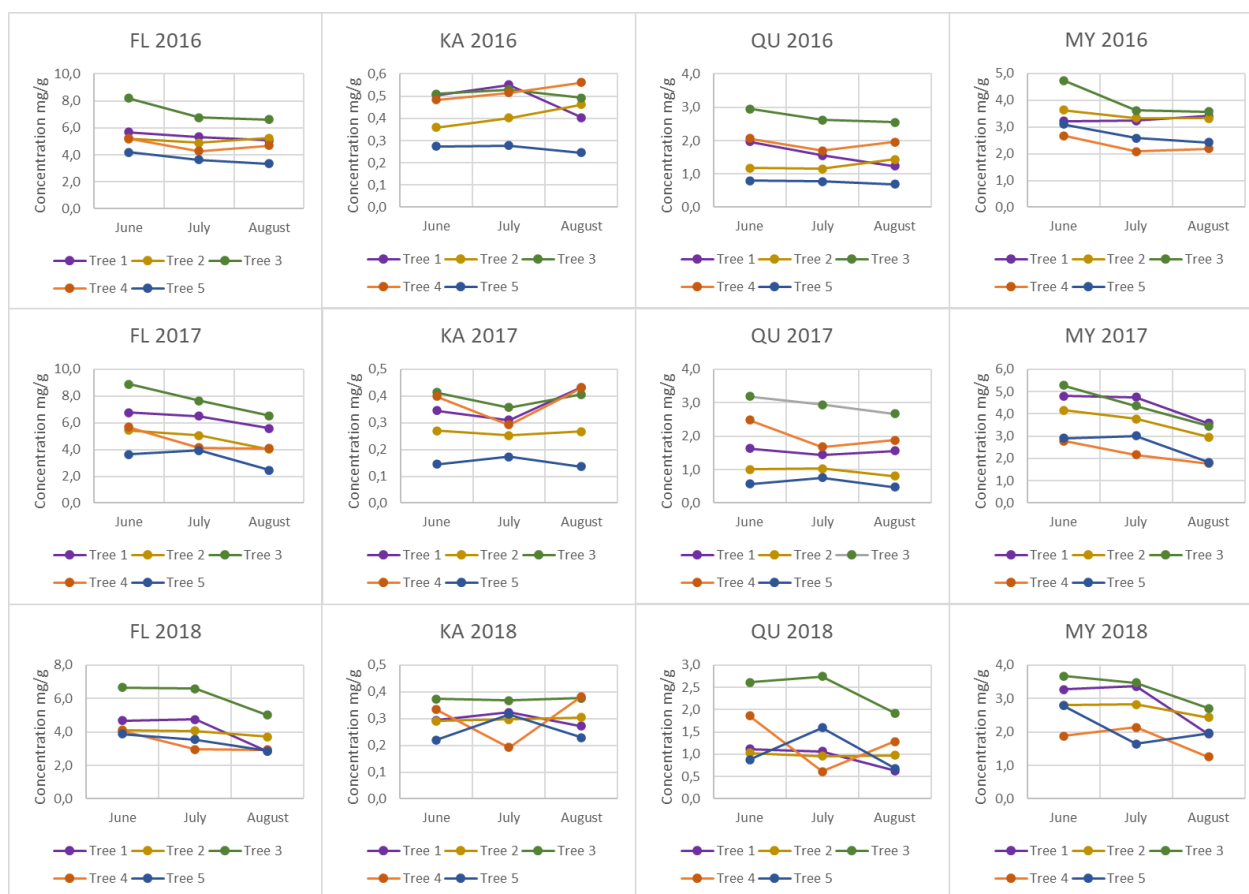 FL 2016
Concentration mg/g
10,0
8,0
6,0
4,0
2,0
0,0
June July August
Tree 1 Tree 2 Tree 3
Tree 4 Tree 5
KA 2016
Concentration mg/g
0,6
0,5
0,4
0,3
0,2
0,1
0,0
June July August
Tree 1 Tree 2 Tree 3
Tree 4 Tree 5
QU 2016
Concentration mg/g
4,0
3,0
2,0
1,0
0,0
June July August
Tree 1 Tree 2 Tree 3
Tree 4 Tree 5
MY 2016
Concentration mg/g
5,0
4,0
3,0
2,0
1,0
0,0
June July August
Tree 1 Tree 2 Tree 3
Tree 4 Tree 5
FL 2017
Concentration mg/g
10,0
8,0
6,0
4,0
2,0
0,0
June July August
Tree 1 Tree 2 Tree 3
Tree 4 Tree 5
KA 2017
Concentration mg/g
0,5
0,4
0,3
0,2
0,1
0,0
June July August
Tree 1 Tree 2 Tree 3
Tree 4 Tree 5
QU 2017
Concentration mg/g
4,0
3,0
2,0
1,0
0,0
June July August
Tree 1 Tree 2 Tree 3
Tree 4 Tree 5
MY 2017
Concentration mg/g
6,0
5,0
4,0
3,0
2,0
1,0
0,0
June July August
Tree 1 Tree 2 Tree 3
Tree 4 Tree 5
FL 2018
Concentration mg/g
8,0
6,0
4,0
2,0
0,0
June July August
Tree 1 Tree 2 Tree 3
Tree 4 Tree 5
KA 2018
Concentration mg/g
0,5
0,4
0,3
0,2
0,1
0,0
June July August
Tree 1 Tree 2 Tree 3
Tree 4 Tree 5
QU 2018
Concentration mg/g
3,0
2,5
2,0
1,5
1,0
0,5
0,0
June July August
Tree 1 Tree 2 Tree 3
Tree 4 Tree 5
MY 2018
Concentration mg/g
4,0
3,0
2,0
1,0
0,0
June July August
Tree 1 Tree 2 Tree 3
Tree 4 Tree 5